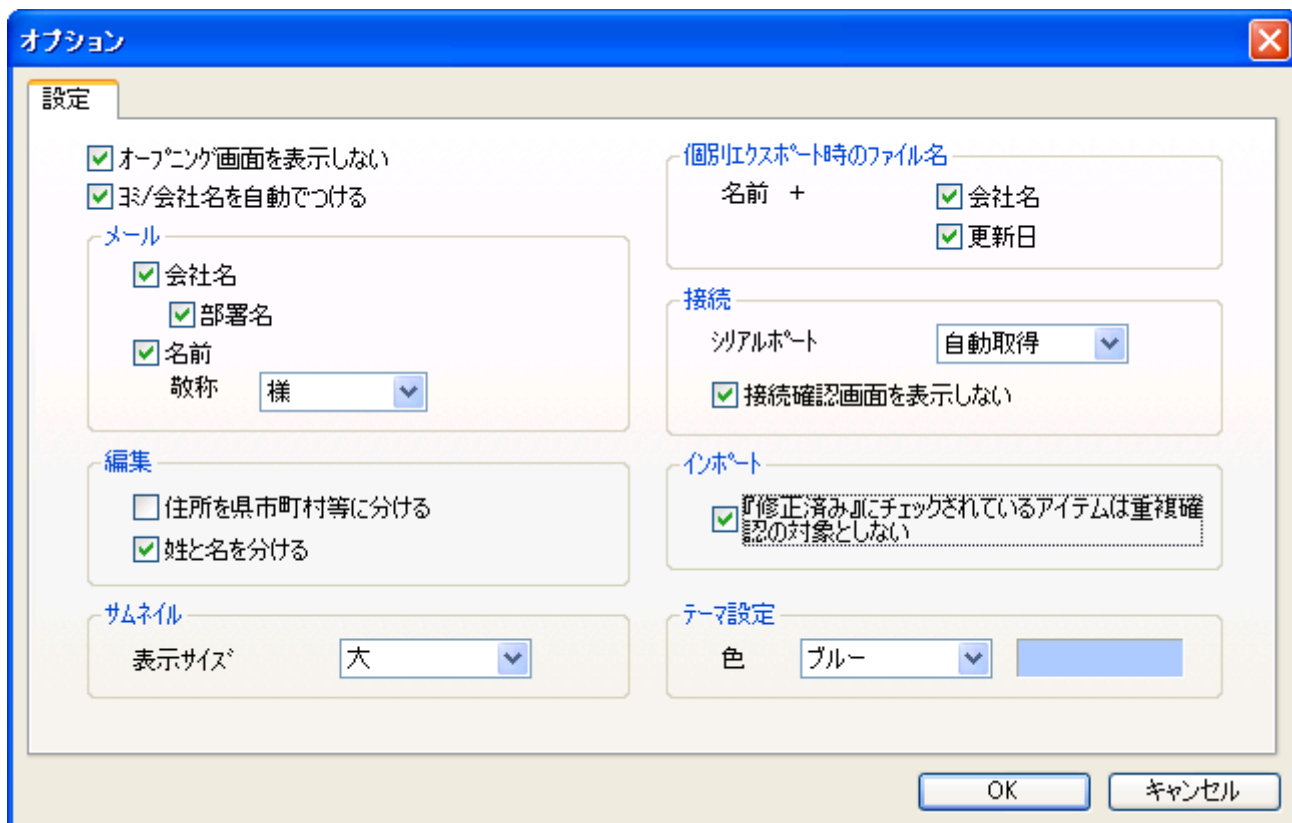 オプション
設定
オープニング画面を表示しない
ヨミ/会社名を自動でつける
メール
会社名
部署名
名前
敬称 様
編集
住所を県市町村等に分ける
姓と名を分ける
サムネイル
表示サイズ 大
個別エクスポート時のファイル名
名前 + 会社名
更新日
接続
シリアルポート 自動取得
接続確認画面を表示しない
インポート
『修正済み』にチェックされているアイテムは重複確
認の対象としない
テーマ設定
色 ブルー
OK キャンセル